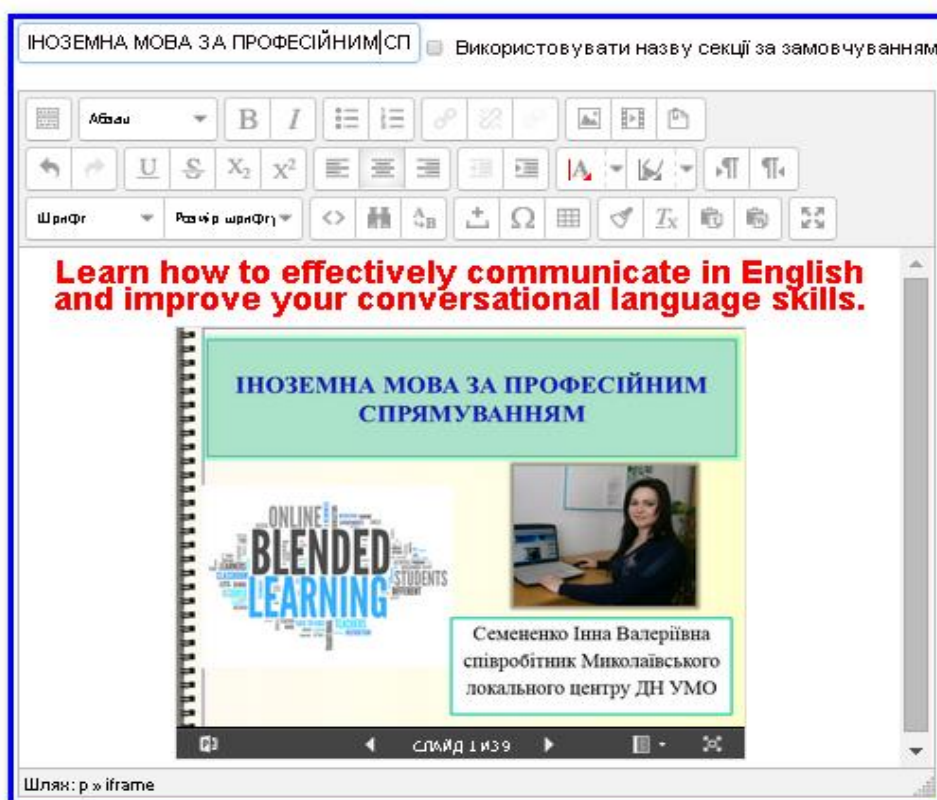 ІНОЗЕМНА МОВА ЗА ПРОФЕСІЙНИМ СП
Використовувати назву секції за замовчуванням
Абзац
Шрифт Розмір шрифту
Learn how to effectively communicate in English
and improve your conversational language skills.
ІНОЗЕМНА МОВА ЗА ПРОФЕСІЙНИМ
СПРЯМУВАННЯМ
ONLINE
BLENDED
LEARNING
STUDENTS
DIFFERENT
Семененко Інна Валеріївна
співробітник Миколаївського
локального центру ДН УМО
СЛАЙД 1 ИЗ 9
Шлях: p » iframe